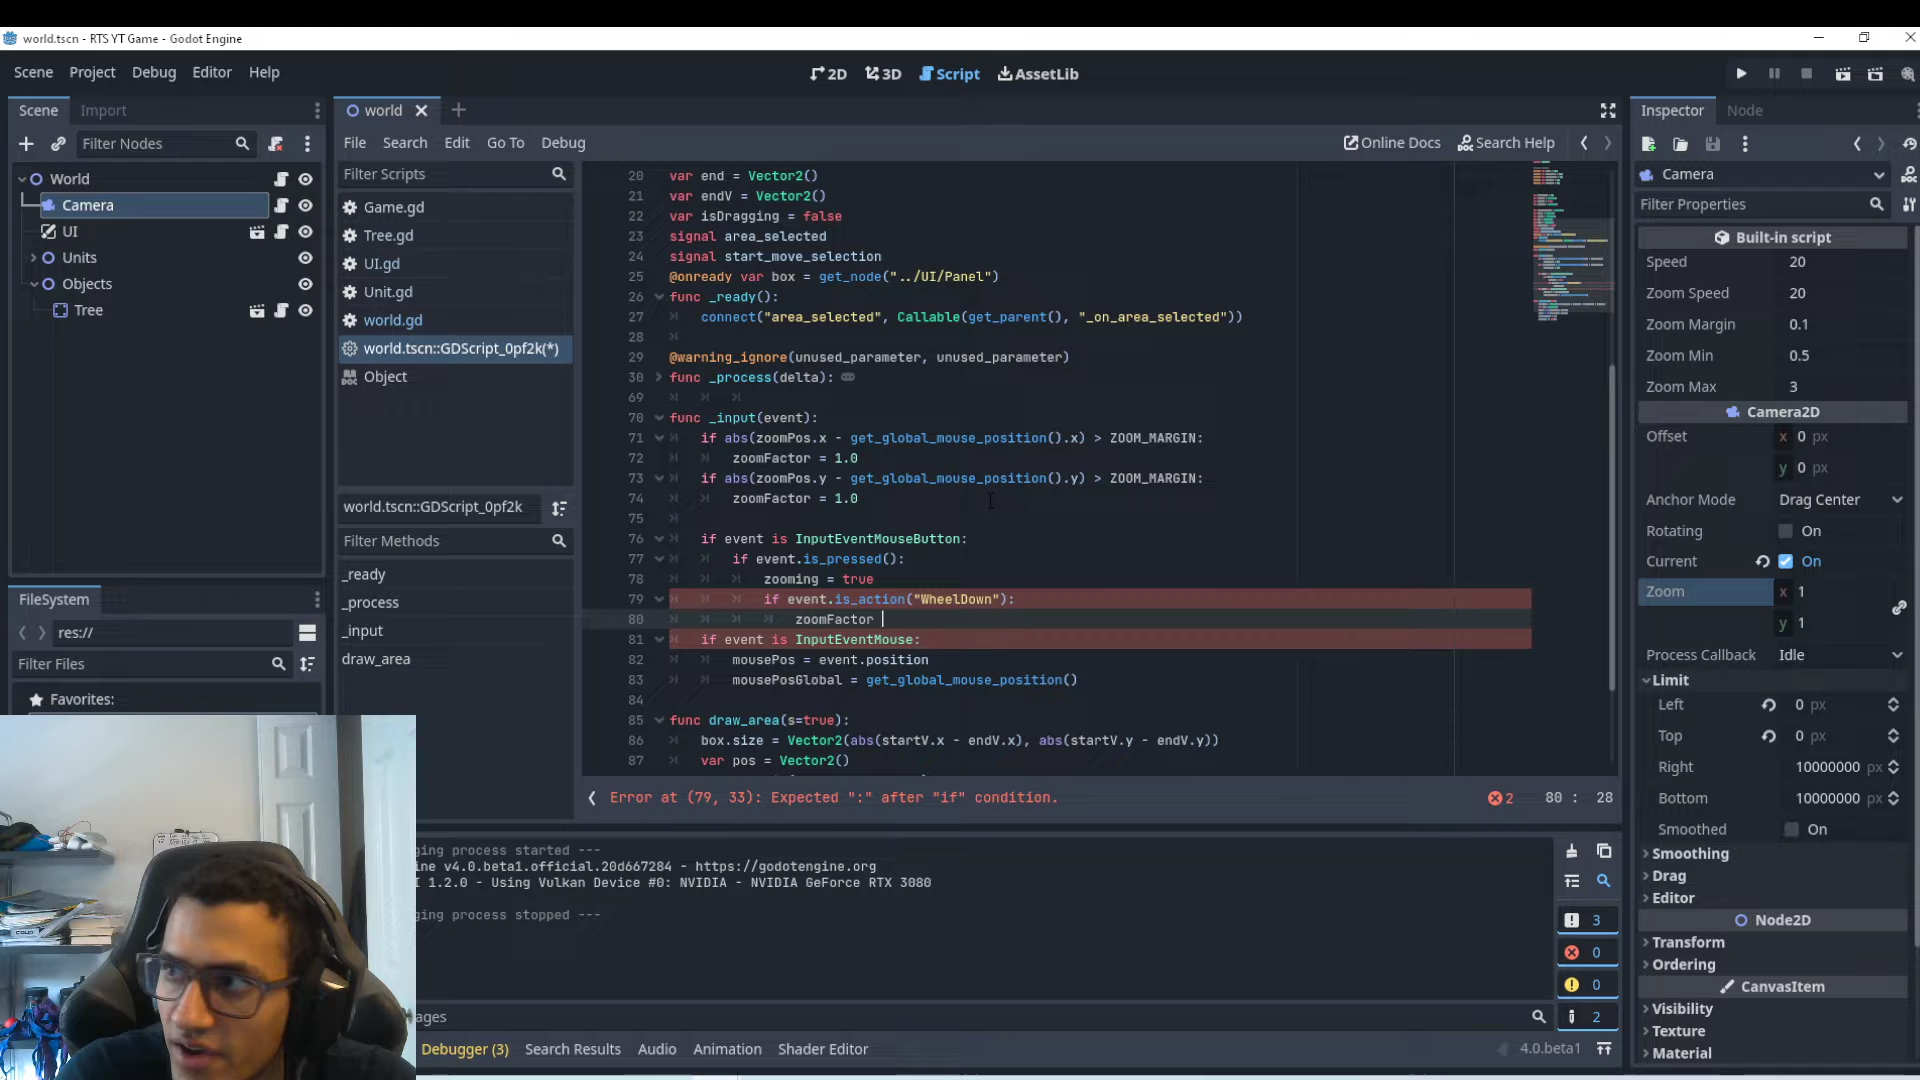 world.tscn - RTS YT Game - Godot Engine
Scene Project Debug Editor Help
2D 3D Script AssetLib
Scene Import
Filter Nodes
World
Camera
UI
Units
Objects
Tree
FileSystem
res://
Filter Files
Favorites:
world
File Search Edit Go To Debug
Online Docs Search Help
Filter Scripts
Game.gd
Tree.gd
UI.gd
Unit.gd
world.gd
world.tscn::GDScript_0pf2k(*)
Object
world.tscn::GDScript_0pf2k
Filter Methods
_ready
_process
_input
draw_area
20 var end = Vector2()
21 var endV = Vector2()
22 var isDragging = false
23 signal area_selected
24 signal start_move_selection
25 @onready var box = get_node("../UI/Panel")
26 func _ready():
27 connect("area_selected", Callable(get_parent(), "_on_area_selected"))
28
29 @warning_ignore(unused_parameter, unused_parameter)
30 func _process(delta):
69
70 func _input(event):
71 if abs(zoomPos.x - get_global_mouse_position().x) > ZOOM_MARGIN:
72 zoomFactor = 1.0
73 if abs(zoomPos.y - get_global_mouse_position().y) > ZOOM_MARGIN:
74 zoomFactor = 1.0
75
76 if event is InputEventMouseButton:
77 if event.is_pressed():
78 zooming = true
79 if event.is_action("WheelDown"):
80 zoomFactor
81 if event is InputEventMouse:
82 mousePos = event.position
83 mousePosGlobal = get_global_mouse_position()
84
85 func draw_area(s=true):
86 box.size = Vector2(abs(startV.x - endV.x), abs(startV.y - endV.y))
87 var pos = Vector2()
Error at (79, 33): Expected ":" after "if" condition.
2 80 : 28
ging process started ---
ine v4.0.beta1.official.20d667284 - https://godotengine.org
I 1.2.0 - Using Vulkan Device #0: NVIDIA - NVIDIA GeForce RTX 3080
ging process stopped ---
3
0
0
2
ages
Debugger (3) Search Results Audio Animation Shader Editor
4.0.beta1
Inspector Node
Camera
Filter Properties
Built-in script
Speed 20
Zoom Speed 20
Zoom Margin 0.1
Zoom Min 0.5
Zoom Max 3
Camera2D
Offset x 0 px
y 0 px
Anchor Mode Drag Center
Rotating On
Current On
Zoom x 1
y 1
Process Callback Idle
Limit
Left 0 px
Top 0 px
Right 10000000 px
Bottom 10000000 px
Smoothed On
Smoothing
Drag
Editor
Node2D
Transform
Ordering
CanvasItem
Visibility
Texture
Material